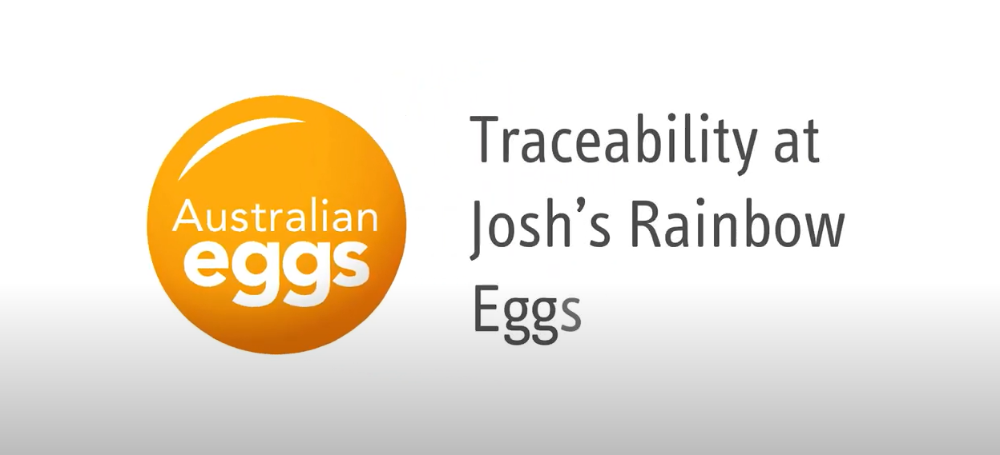 Australian
eggs
Traceability at
Josh's Rainbow
Eggs